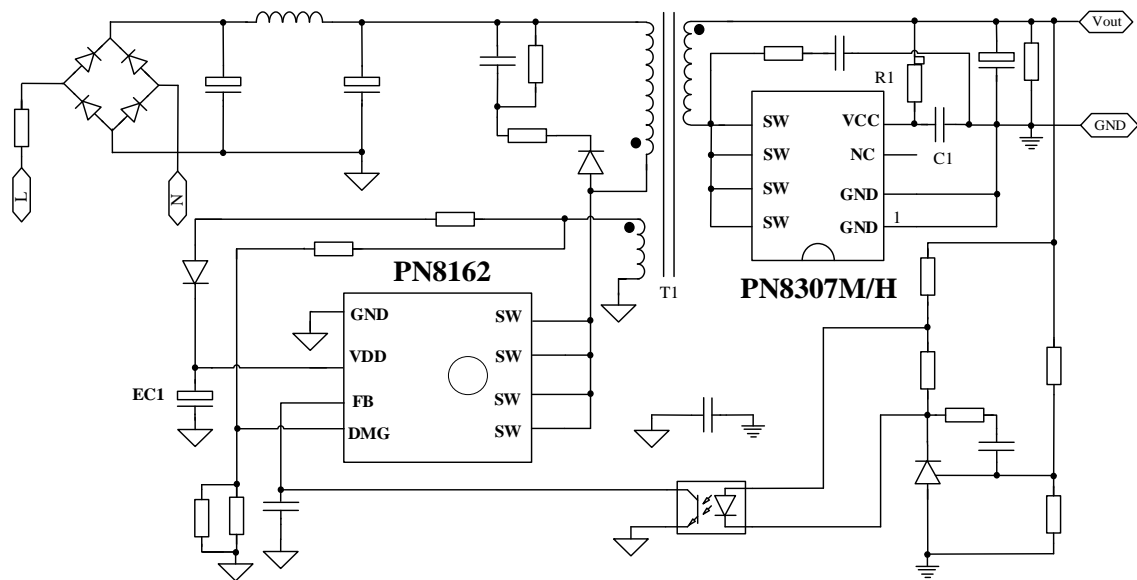 Vout
R1
SW
VCC
GND
SW
NC
C1
L
N
SW
GND
SW
GND
1
PN8162
T1
PN8307M/H
GND
SW
VDD
SW
EC1
FB
SW
DMG
SW